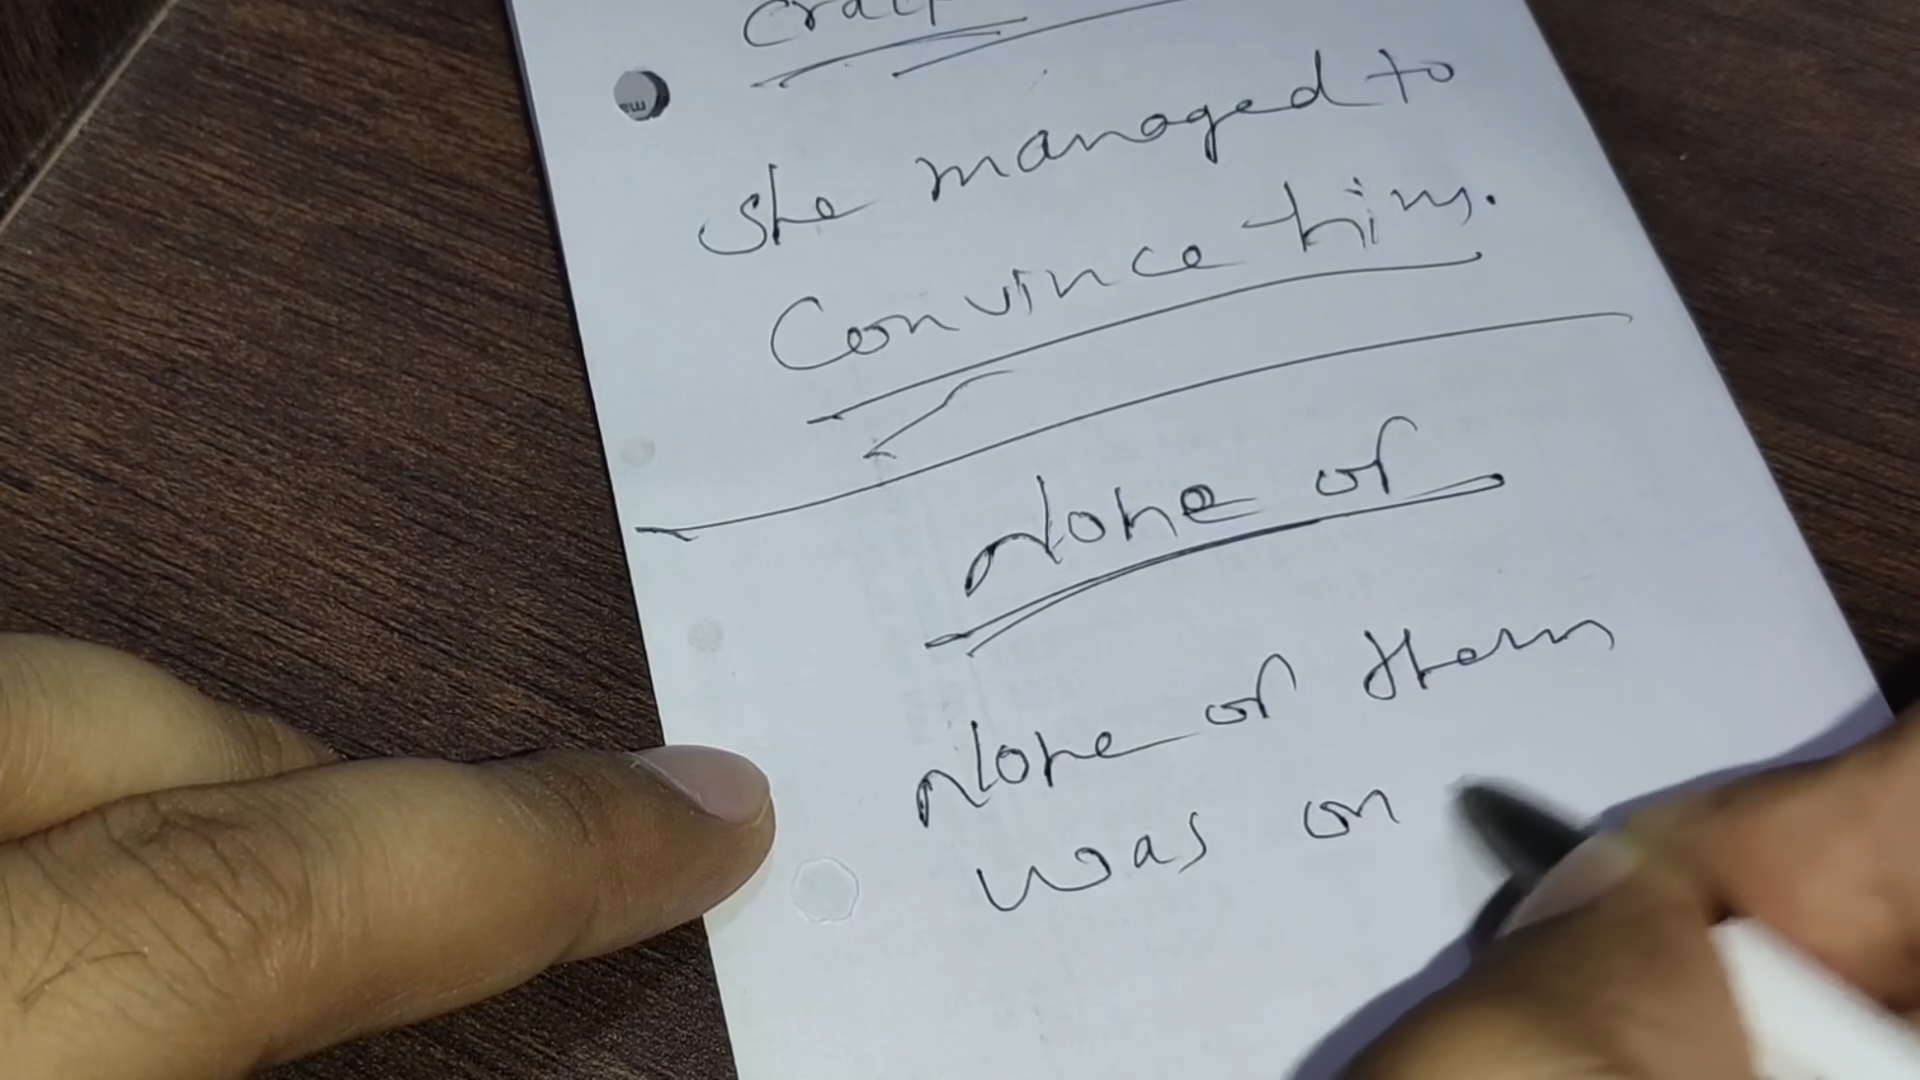 She managed to
Convince him.
None of
None of them
was on